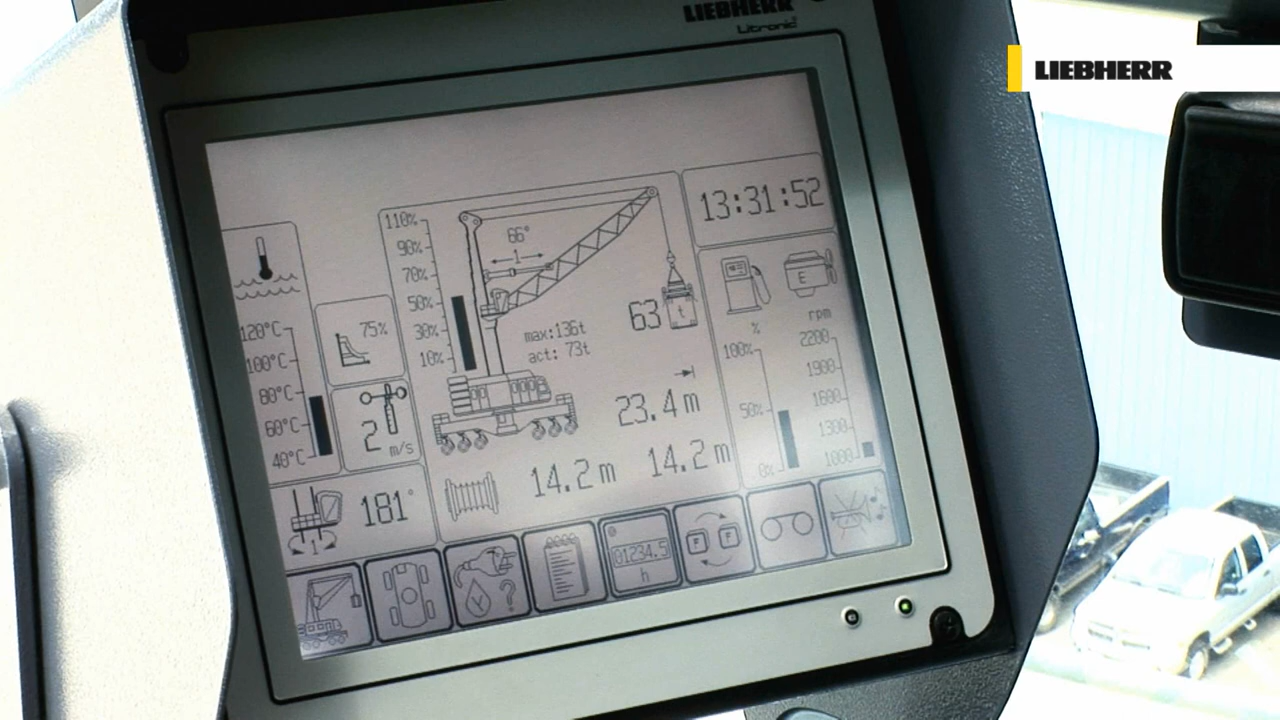 LIEBHERR
Litronic
LIEBHERR
13:31:52
110%
90%
70%
50%
30%
10%
66°
1
63 t
max:136t
act: 73t
23.4 m
14.2 m
14.2 m
120°C
100°C
80°C
60°C
40°C
75%
2 m/s
181°
1
E
%
100%
50%
0%
rpm
2200
1900
1600
1300
1000
01234.5
h
V ?
F F